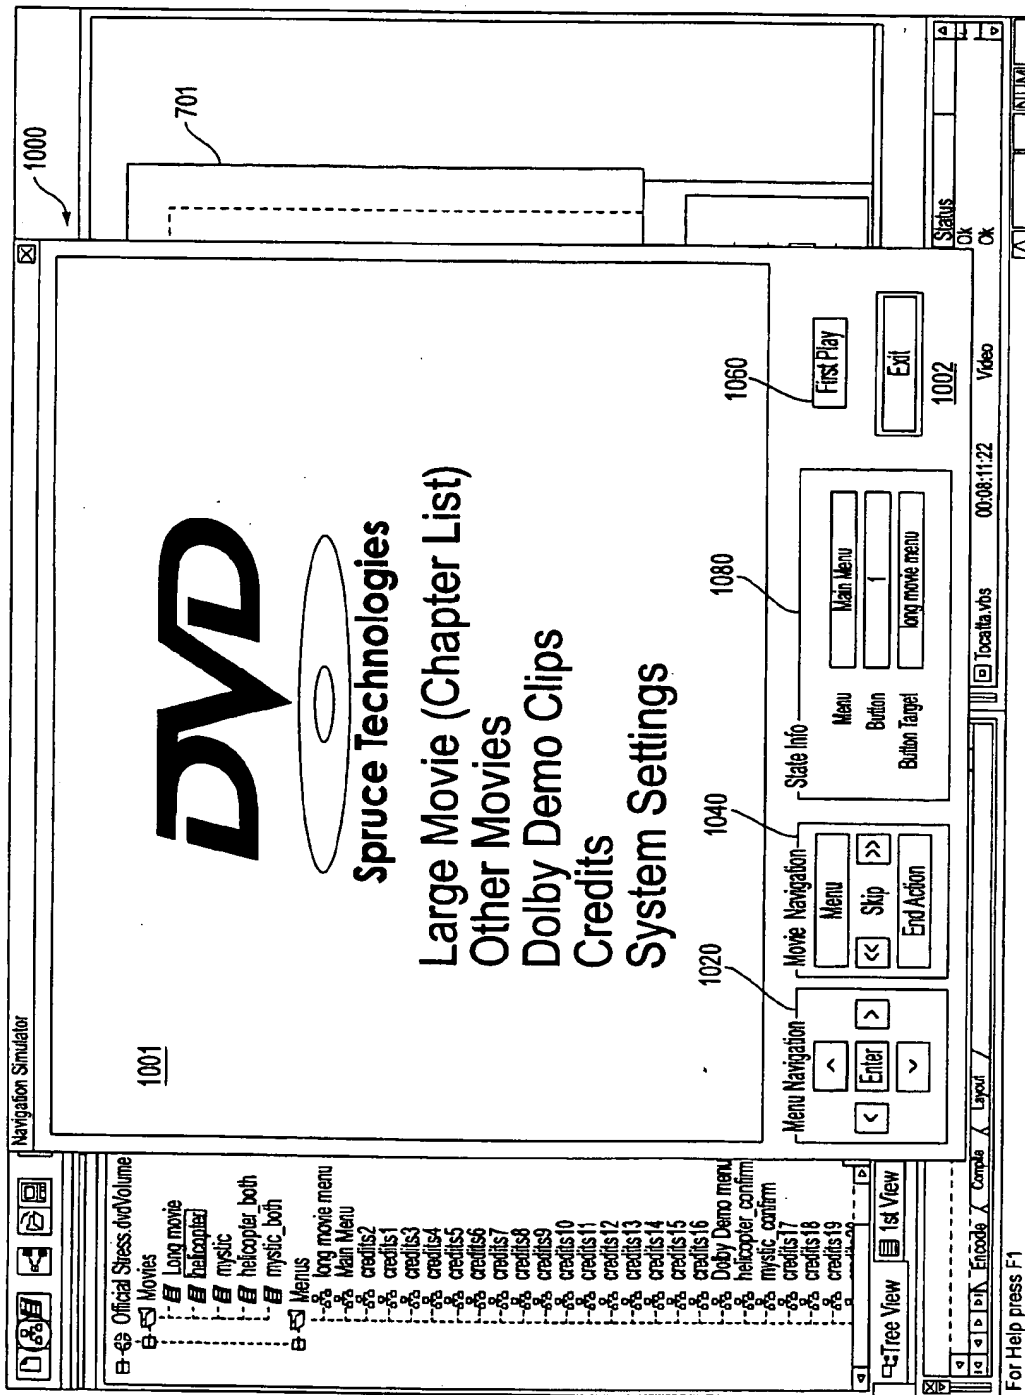 1000
701
Navigation Simulator
1001
DVD
Spruce Technologies
Large Movie (Chapter List)
Other Movies
Dolby Demo Clips
Credits
System Settings
1020
1040
1080
1060
Menu Navigation
<
^
Enter
v
>
Movie Navigation
Menu
<< Skip >>
End Action
State Info
Menu Main Menu
Button 1
Button Target long movie menu
First Play
Exit
1002
Official Stress.dvdVolume
Movies
Long movie
helicopter
mystic
helicopter_both
mystic_both
Menus
long movie menu
Main Menu
credits2
credits3
credits4
credits5
credits6
credits7
credits8
credits9
credits10
credits11
credits12
credits13
credits14
credits15
credits16
Dolby Demo menu
helicopter_confirm
mystic_confirm
credits17
credits18
credits19
Tree View
1st View
Encode
Compile
Layout
Status
Ok
Ok
Tocatta.vbs 00:08:11:22 Video
For Help press F1
NUM